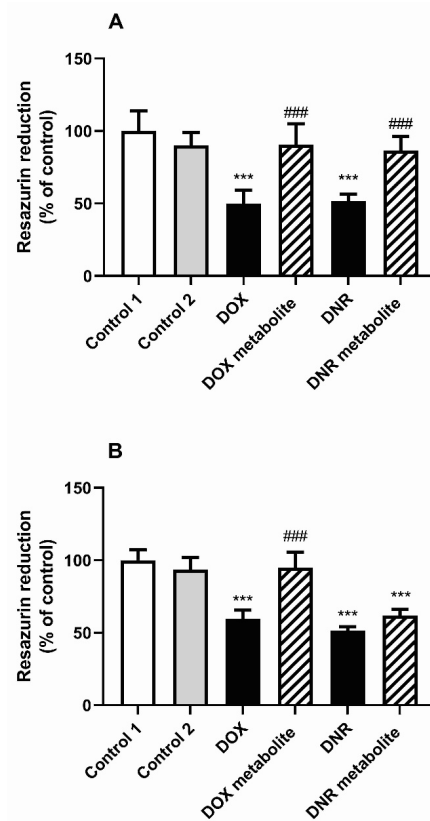 A
Resazurin reduction
(% of control)
150
100
50
0
###
###
***
***
Control 1
Control 2
DOX
DOX metabolite
DNR
DNR metabolite
B
Resazurin reduction
(% of control)
150
100
50
0
###
***
***
***
Control 1
Control 2
DOX
DOX metabolite
DNR
DNR metabolite